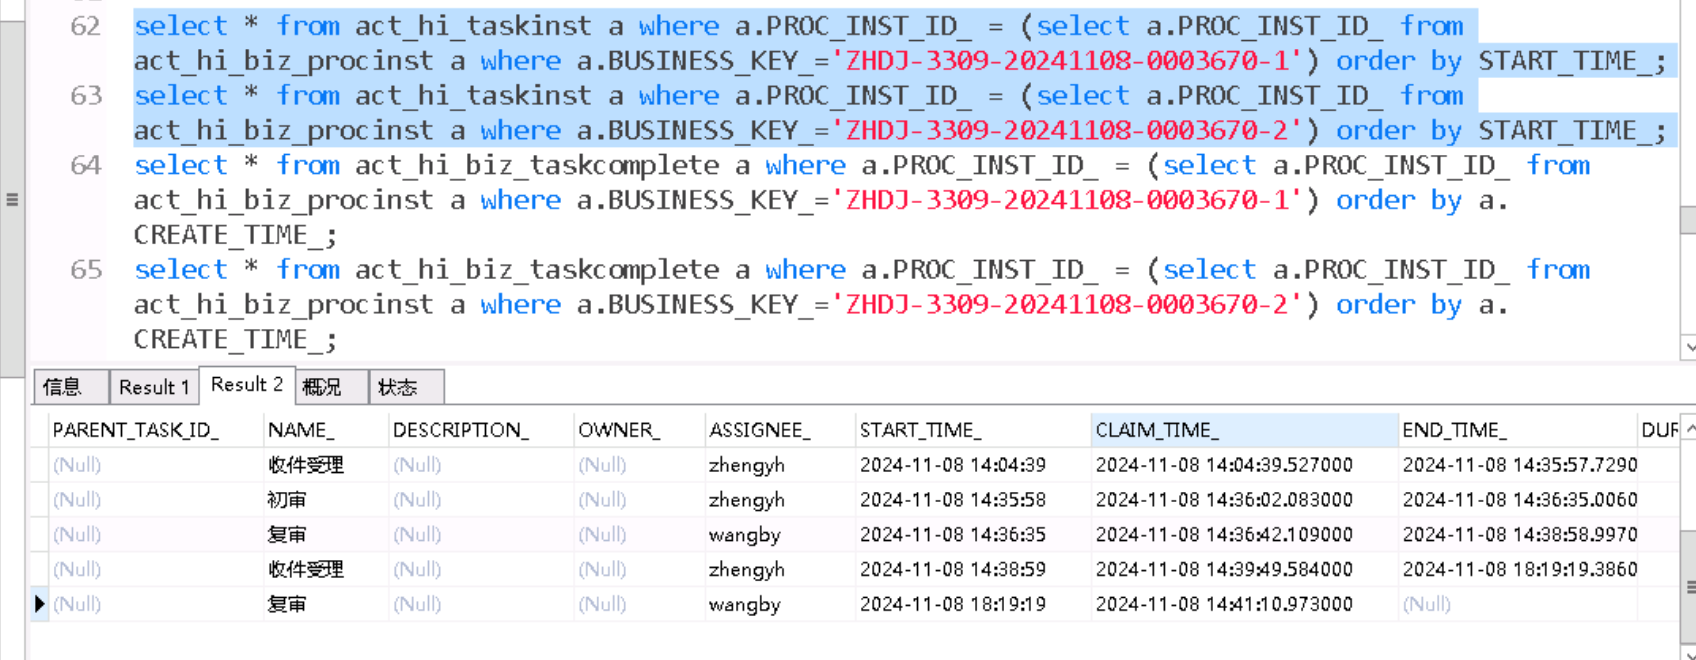 62 select * from act_hi_taskinst a where a.PROC_INST_ID_ = (select a.PROC_INST_ID_ from
act_hi_biz_procinst a where a.BUSINESS_KEY_='ZHDJ-3309-20241108-0003670-1') order by START_TIME_;
63 select * from act_hi_taskinst a where a.PROC_INST_ID_ = (select a.PROC_INST_ID_ from
act_hi_biz_procinst a where a.BUSINESS_KEY_='ZHDJ-3309-20241108-0003670-2') order by START_TIME_;
64 select * from act_hi_biz_taskcomplete a where a.PROC_INST_ID_ = (select a.PROC_INST_ID_ from
act_hi_biz_procinst a where a.BUSINESS_KEY_='ZHDJ-3309-20241108-0003670-1') order by a.
CREATE_TIME_;
65 select * from act_hi_biz_taskcomplete a where a.PROC_INST_ID_ = (select a.PROC_INST_ID_ from
act_hi_biz_procinst a where a.BUSINESS_KEY_='ZHDJ-3309-20241108-0003670-2') order by a.
CREATE_TIME_;
信息 Result 1 Result 2 概况 状态
PARENT_TASK_ID_ NAME_ DESCRIPTION_ OWNER_ ASSIGNEE_ START_TIME_ CLAIM_TIME_ END_TIME_ DUR
(Null) 收件受理 (Null) (Null) zhengyh 2024-11-08 14:04:39 2024-11-08 14:04:39.527000 2024-11-08 14:35:57.7290
(Null) 初审 (Null) (Null) zhengyh 2024-11-08 14:35:58 2024-11-08 14:36:02.083000 2024-11-08 14:36:35.0060
(Null) 复审 (Null) (Null) wangby 2024-11-08 14:36:35 2024-11-08 14:36:42.109000 2024-11-08 14:38:58.9970
(Null) 收件受理 (Null) (Null) zhengyh 2024-11-08 14:38:59 2024-11-08 14:39:49.584000 2024-11-08 18:19:19.3860
(Null) 复审 (Null) (Null) wangby 2024-11-08 18:19:19 2024-11-08 14:41:10.973000 (Null)